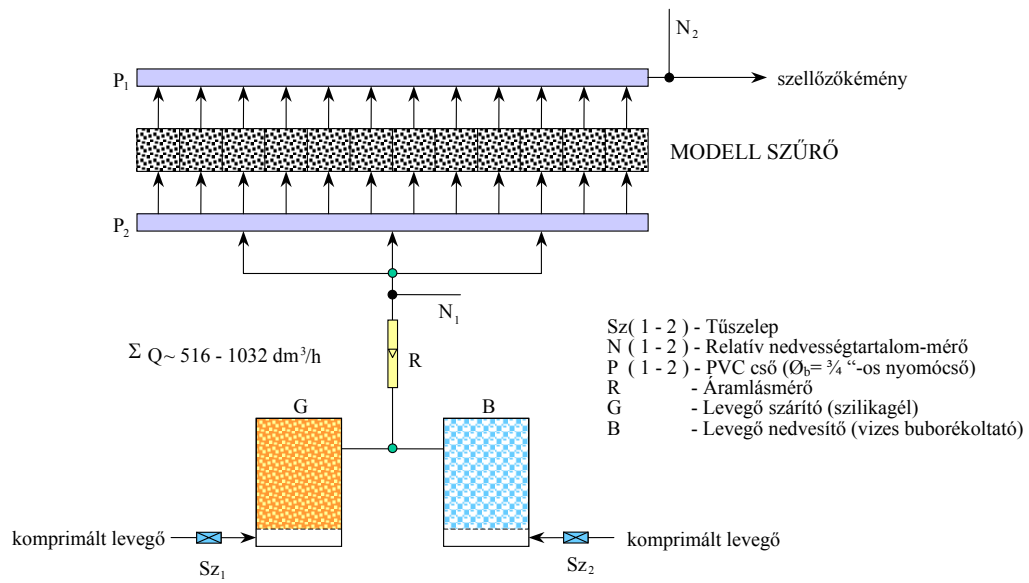 N₂
P₁
szellőzőkémény
MODELL SZŰRŐ
P₂
N₁
Σ Q~ 516 - 1032 dm³/h
R
Sz( 1 - 2 ) - Tűszelep
N ( 1 - 2 ) - Relatív nedvességtartalom-mérő
P ( 1 - 2 ) - PVC cső (Ø_b= ¾ “-os nyomócső)
R - Áramlásmérő
G - Levegő szárító (szilikagél)
B - Levegő nedvesítő (vizes buborékoltató)
G
B
komprimált levegő
Sz₁
Sz₂
komprimált levegő